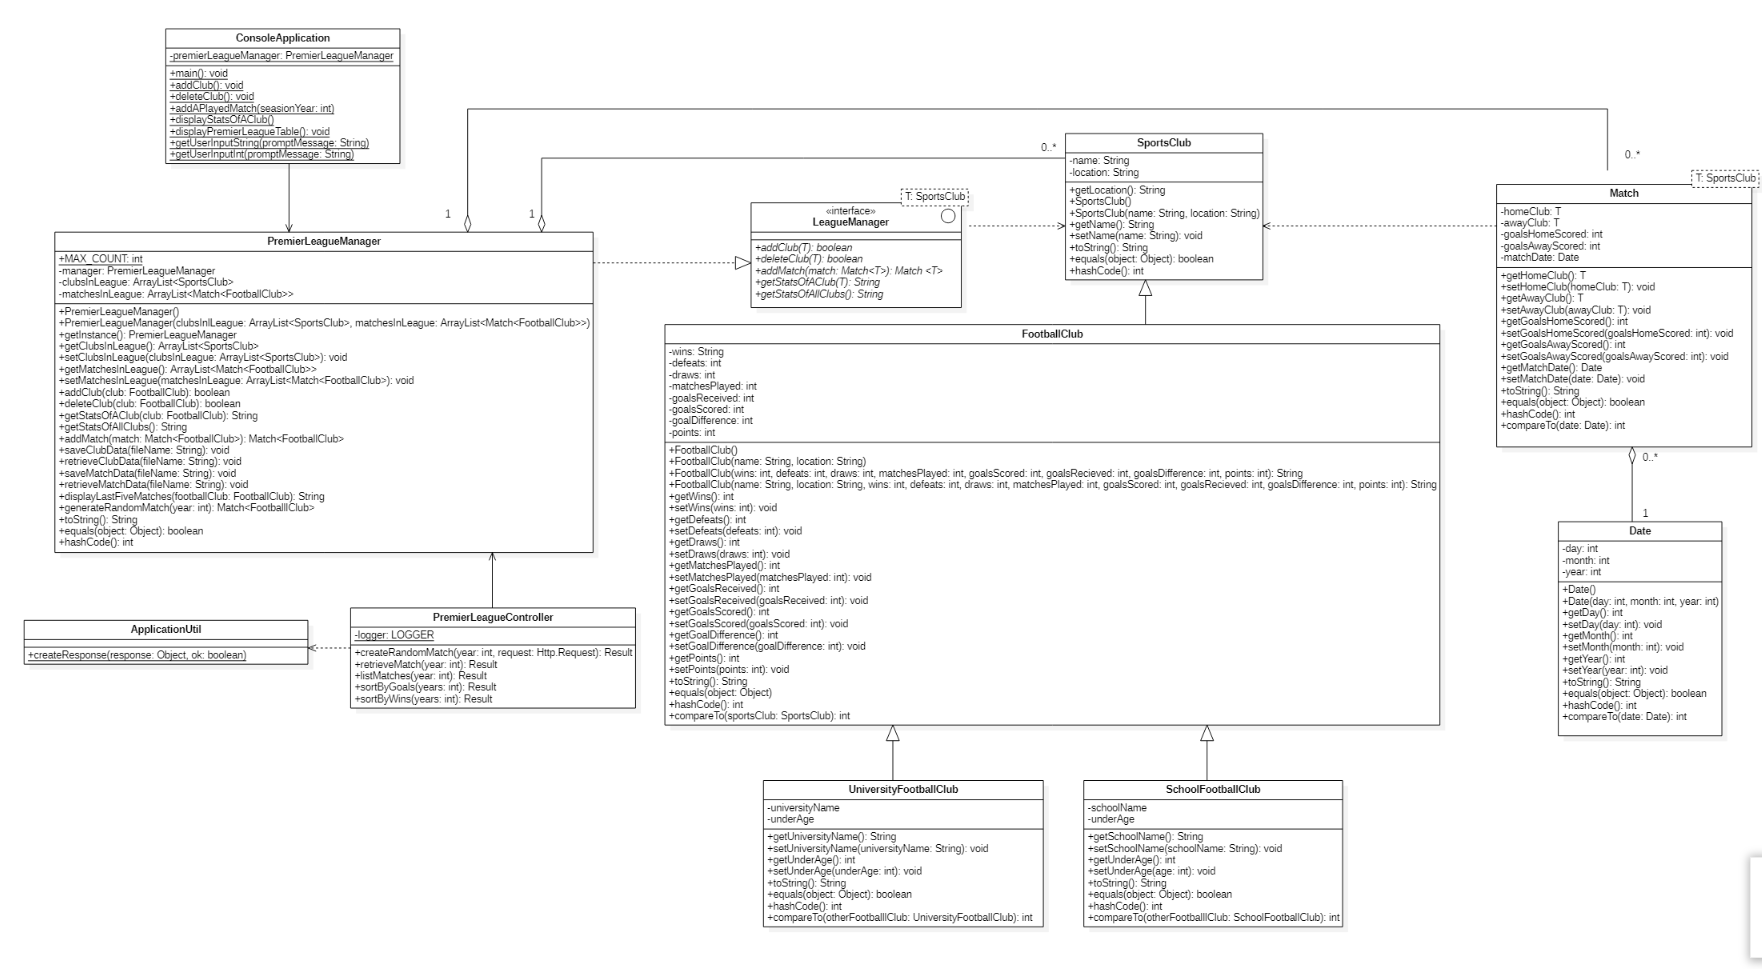 ConsoleApplication
-premierLeagueManager: PremierLeagueManager
+main(): void
+addClub(): void
+deleteClub(): void
+addAPlayedMatch(seasionYear: int)
+displayStatsOfAClub()
+displayPremierLeagueTable(): void
+getUserInputString(promptMessage: String)
+getUserInputInt(promptMessage: String)
1
1
0..*
0..*
PremierLeagueManager
+MAX_COUNT: int
-manager: PremierLeagueManager
-clubsInLeague: ArrayList<SportsClub>
-matchesInLeague: ArrayList<Match<FootballClub>>
+PremierLeagueManager()
+PremierLeagueManager(clubsInlLeague: ArrayList<SportsClub>, matchesInLeague: ArrayList<Match<FootballClub>>)
+getInstance(): PremierLeagueManager
+getClubsInLeague(): ArrayList<SportsClub>
+setClubsInLeague(clubsInLeague: ArrayList<SportsClub>): void
+getMatchesInLeague(): ArrayList<Match<FootballClub>>
+setMatchesInLeague(matchesInLeague: ArrayList<Match<FootballClub>): void
+addClub(club: FootballClub): boolean
+deleteClub(club: FootballClub): boolean
+getStatsOfAClub(club: FootballClub): String
+getStatsOfAllClubs(): String
+addMatch(match: Match<FootballClub>): Match<FootballClub>
+saveClubData(fileName: String): void
+retrieveClubData(fileName: String): void
+saveMatchData(fileName: String): void
+retrieveMatchData(fileName: String): void
+displayLastFiveMatches(footballClub: FootballClub): String
+generateRandomMatch(year: int): Match<FootballlClub>
+toString(): String
+equals(object: Object): boolean
+hashCode(): int
T: SportsClub
«interface»
LeagueManager
+addClub(T): boolean
+deleteClub(T): boolean
+addMatch(match: Match<T>): Match <T>
+getStatsOfAClub(T): String
+getStatsOfAllClubs(): String
SportsClub
-name: String
-location: String
+getLocation(): String
+SportsClub()
+SportsClub(name: String, location: String)
+getName(): String
+setName(name: String): void
+toString(): String
+equals(object: Object): boolean
+hashCode(): int
T: SportsClub
Match
-homeClub: T
-awayClub: T
-goalsHomeScored: int
-goalsAwayScored: int
-matchDate: Date
+getHomeClub(): T
+setHomeClub(homeClub: T): void
+getAwayClub(): T
+setAwayClub(awayClub: T): void
+getGoalsHomeScored(): int
+setGoalsHomeScored(goalsHomeScored: int): void
+getGoalsAwayScored(): int
+setGoalsAwayScored(goalsAwayScored: int): void
+getMatchDate(): Date
+setMatchDate(date: Date): void
+toString(): String
+equals(object: Object): boolean
+hashCode(): int
+compareTo(date: Date): int
0..*
1
Date
-day: int
-month: int
-year: int
+Date()
+Date(day: int, month: int, year: int)
+getDay(): int
+setDay(day: int): void
+getMonth(): int
+setMonth(month: int): void
+getYear(): int
+setYear(year: int): void
+toString(): String
+equals(object: Object): boolean
+hashCode(): int
+compareTo(date: Date): int
FootballClub
-wins: String
-defeats: int
-draws: int
-matchesPlayed: int
-goalsReceived: int
-goalsScored: int
-goalDifference: int
-points: int
+FootballClub()
+FootballClub(name: String, location: String)
+FootballClub(wins: int, defeats: int, draws: int, matchesPlayed: int, goalsScored: int, goalsRecieved: int, goalsDifference: int, points: int): String
+FootballClub(name: String, location: String, wins: int, defeats: int, draws: int, matchesPlayed: int, goalsScored: int, goalsRecieved: int, goalsDifference: int, points: int): String
+getWins(): int
+setWins(wins: int): void
+getDefeats(): int
+setDefeats(defeats: int): void
+getDraws(): int
+setDraws(draws: int): void
+getMatchesPlayed(): int
+setMatchesPlayed(matchesPlayed: int): void
+getGoalsReceived(): int
+setGoalsReceived(goalsReceived: int): void
+getGoalsScored(): int
+setGoalsScored(goalsScored: int): void
+getGoalDifference(): int
+setGoalDifference(goalDifference: int): void
+getPoints(): int
+setPoints(points: int): void
+toString(): String
+equals(object: Object)
+hashCode(): int
+compareTo(sportsClub: SportsClub): int
ApplicationUtil
+createResponse(response: Object, ok: boolean)
PremierLeagueController
-logger: LOGGER
+createRandomMatch(year: int, request: Http.Request): Result
+retrieveMatch(year: int): Result
+listMatches(year: int): Result
+sortByGoals(years: int): Result
+sortByWins(years: int): Result
UniversityFootballClub
-universityName
-underAge
+getUniversityName(): String
+setUniversityName(universityName: String): void
+getUnderAge(): int
+setUnderAge(underAge: int): void
+toString(): String
+equals(object: Object): boolean
+hashCode(): int
+compareTo(otherFootballlClub: UniversityFootballClub): int
SchoolFootballClub
-schoolName
-underAge
+getSchoolName(): String
+setSchoolName(schoolName: String): void
+getUnderAge(): int
+setUnderAge(age: int): void
+toString(): String
+equals(object: Object): boolean
+hashCode(): int
+compareTo(otherFootballlClub: SchoolFootballClub): int